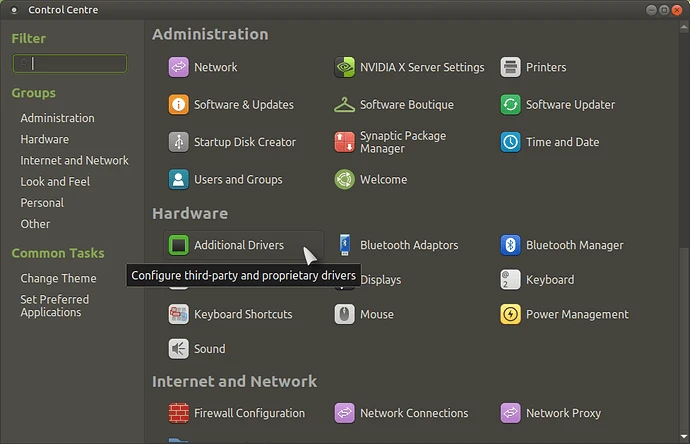 Control Centre
Filter
Groups
Administration
Hardware
Internet and Network
Look and Feel
Personal
Other
Common Tasks
Change Theme
Set Preferred
Applications
Administration
Network
NVIDIA X Server Settings
Printers
Software & Updates
Software Boutique
Software Updater
Startup Disk Creator
Synaptic Package
Manager
Time and Date
Users and Groups
Welcome
Hardware
Additional Drivers
Bluetooth Adaptors
Bluetooth Manager
Configure third-party and proprietary drivers
Displays
@
2
Keyboard
Keyboard Shortcuts
Mouse
Power Management
Sound
Internet and Network
Firewall Configuration
Network Connections
Network Proxy